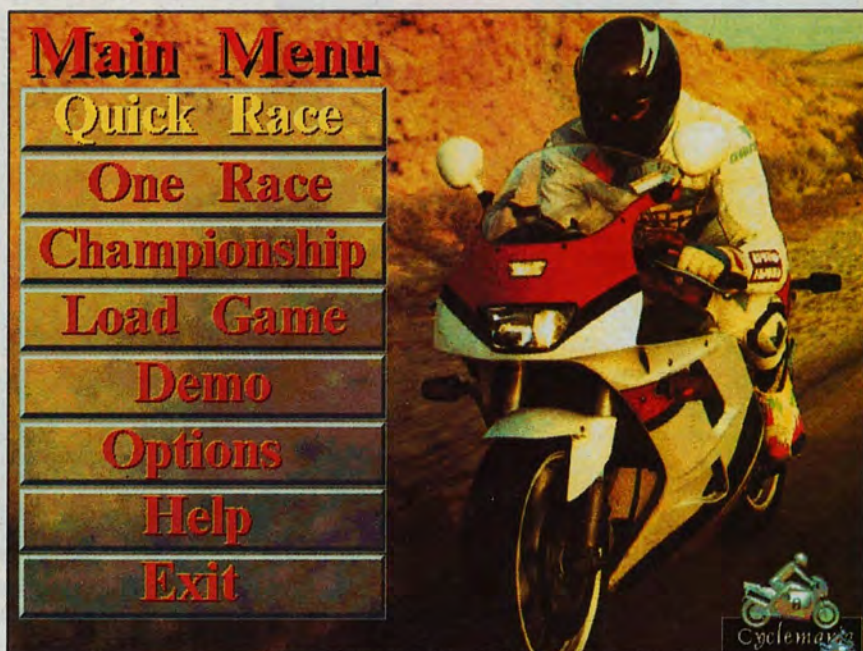 Main Menu
Quick Race
One Race
Championship
Load Game
Demo
Options
Help
Exit
Cyclemania